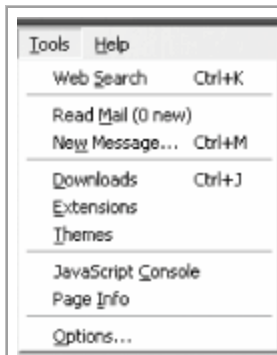 Tools Help
Web Search Ctrl+K
Read Mail (0 new)
New Message... Ctrl+M
Downloads Ctrl+J
Extensions
Themes
JavaScript Console
Page Info
Options...